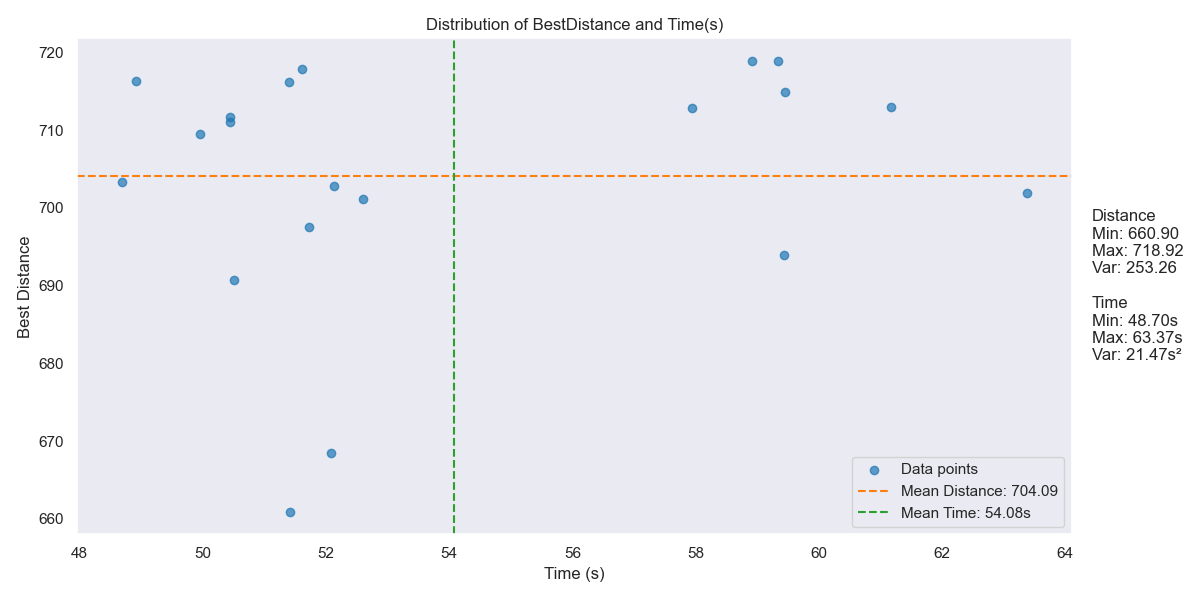 Distribution of BestDistance and Time(s)
Best Distance
720
710
700
690
680
670
660
48
50
52
54
56
58
60
62
64
Time (s)
Data points
Mean Distance: 704.09
Mean Time: 54.08s
Distance
Min: 660.90
Max: 718.92
Var: 253.26
Time
Min: 48.70s
Max: 63.37s
Var: 21.47s²